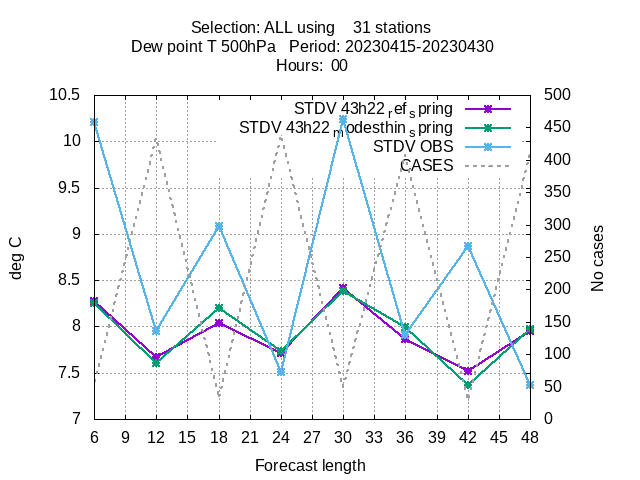 Selection: ALL using    31 stations
Dew point T 500hPa   Period: 20230415-20230430
Hours:  00
10.5
10
9.5
9
8.5
8
7.5
7
deg C
STDV 43h22_ref_spring
STDV 43h22_modesthin_spring
STDV OBS
CASES
500
450
400
350
300
250
200
150
100
50
0
No cases
6 9 12 15 18 21 24 27 30 33 36 39 42 45 48
Forecast length